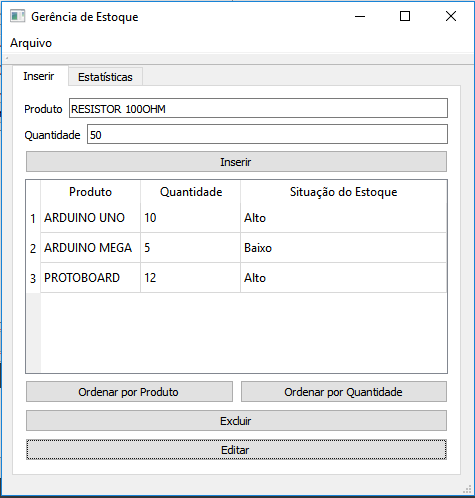 Gerência de Estoque
Arquivo
Inserir Estatísticas
Produto RESISTOR 100OHM
Quantidade 50
Inserir
Produto Quantidade Situação do Estoque
1 ARDUINO UNO 10 Alto
2 ARDUINO MEGA 5 Baixo
3 PROTOBOARD 12 Alto
Ordenar por Produto Ordenar por Quantidade
Excluir
Editar